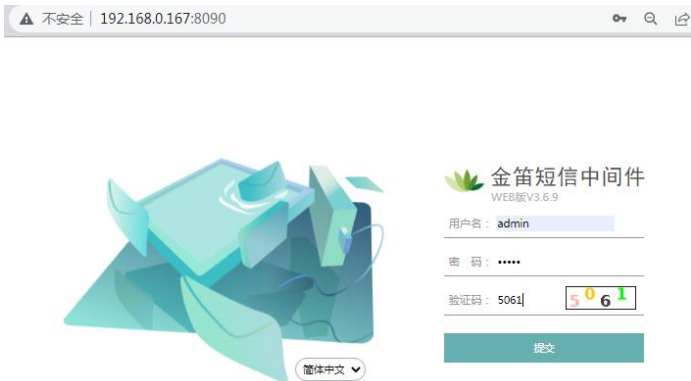 不安全 192.168.0.167:8090
金笛短信中间件
WEB版V3.6.9
用户名： admin
密 码： •••••
验证码： 5061 5061
提交
简体中文